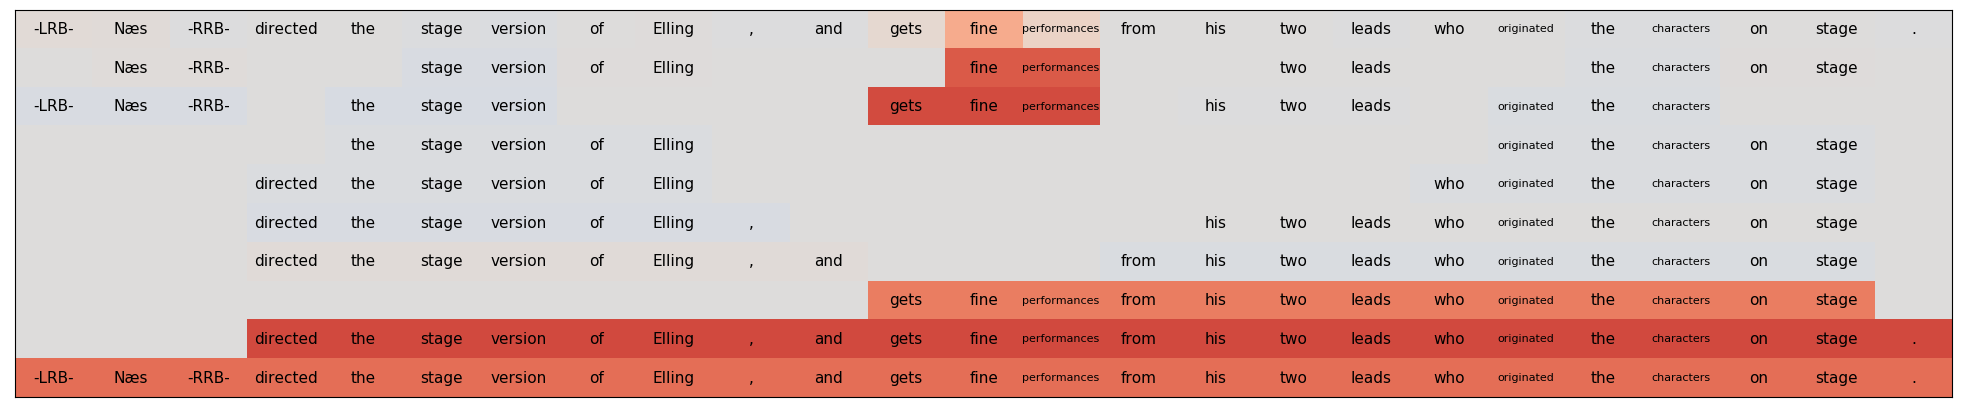 -LRB- Næs -RRB- directed the stage version of Elling , and gets fine performances from his two leads who originated the characters on stage .
Næs -RRB- stage version of Elling fine performances two leads the characters on stage
-LRB- Næs -RRB- the stage version gets fine performances his two leads originated the characters
the stage version of Elling originated the characters on stage
directed the stage version of Elling who originated the characters on stage
directed the stage version of Elling , his two leads who originated the characters on stage
directed the stage version of Elling , and from his two leads who originated the characters on stage
gets fine performances from his two leads who originated the characters on stage
directed the stage version of Elling , and gets fine performances from his two leads who originated the characters on stage .
-LRB- Næs -RRB- directed the stage version of Elling , and gets fine performances from his two leads who originated the characters on stage .